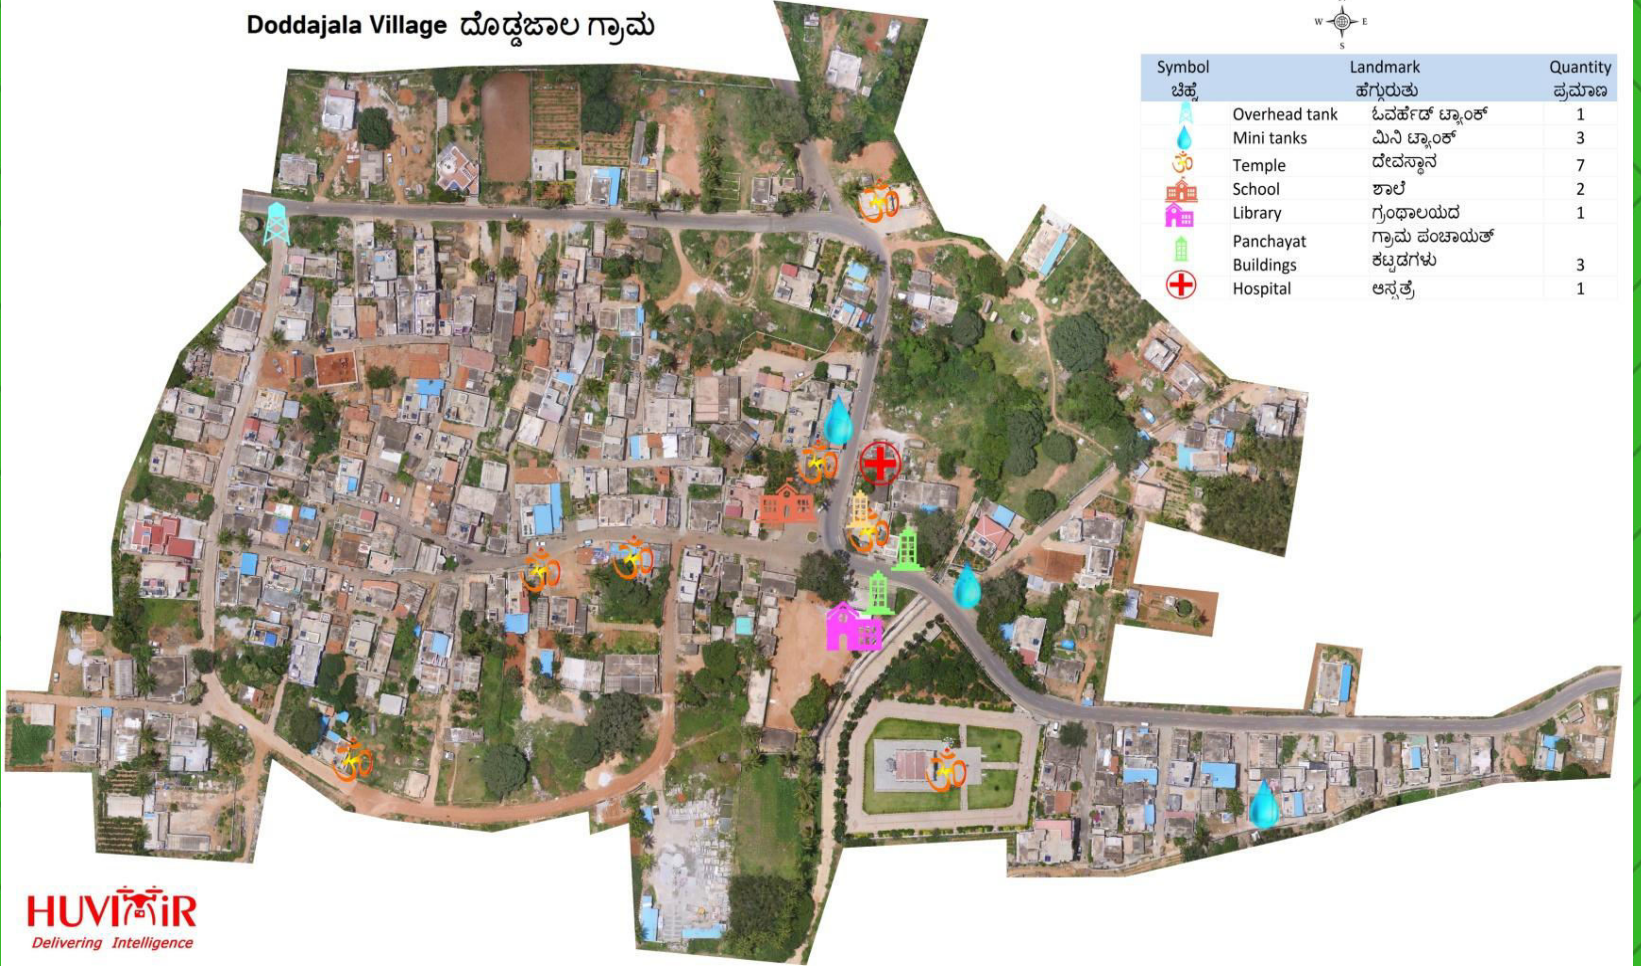 Doddajala Village ದೊಡ್ಡಜಾಲ ಗ್ರಾಮ
W E
S
Symbol Landmark Quantity
ಚಿಹ್ನೆ ಹೆಗ್ಗುರುತು ಪ್ರಮಾಣ
Overhead tank ಓವರ್ಹೆಡ್ ಟ್ಯಾಂಕ್ 1
Mini tanks ಮಿನಿ ಟ್ಯಾಂಕ್ 3
Temple ದೇವಸ್ಥಾನ 7
School ಶಾಲೆ 2
Library ಗ್ರಂಥಾಲಯದ 1
Panchayat ಗ್ರಾಮ ಪಂಚಾಯತ್
Buildings ಕಟ್ಟಡಗಳು 3
Hospital ಆಸ್ಪತ್ರೆ 1
HUVIAiR
Delivering Intelligence